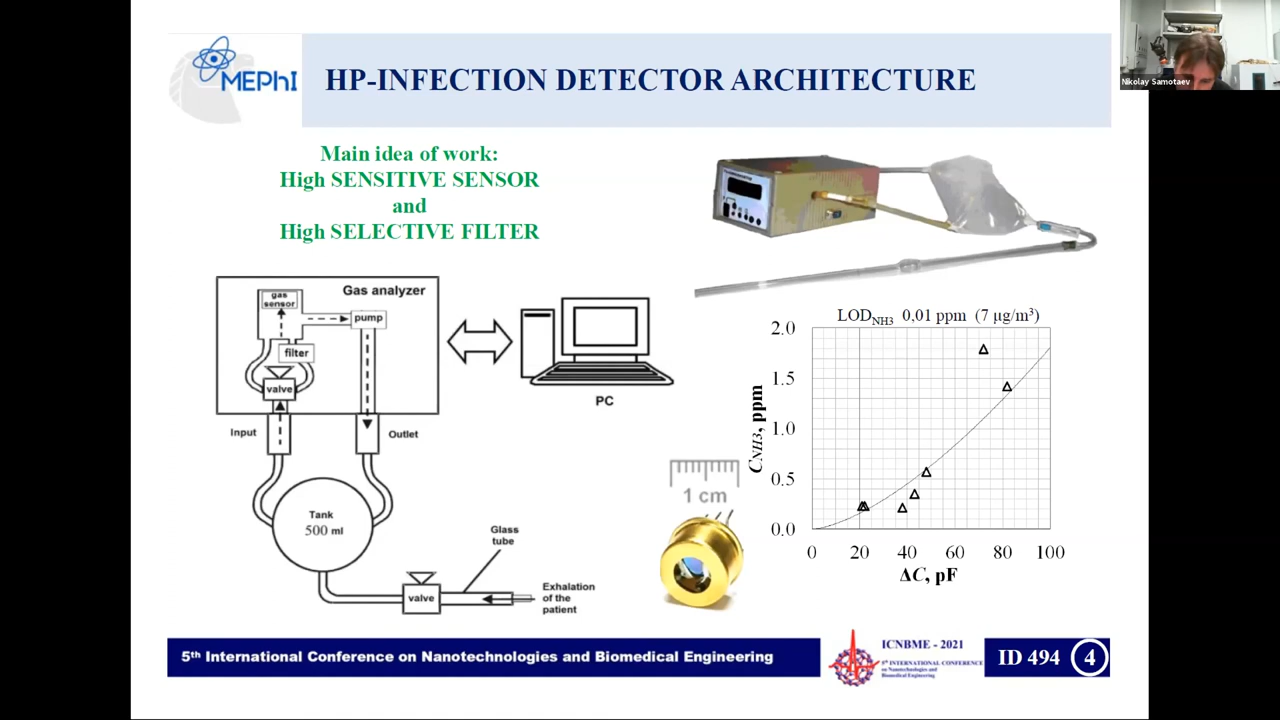 Nikolay Samotaev
MEPhI
HP-INFECTION DETECTOR ARCHITECTURE
Main idea of work:
High SENSITIVE SENSOR
and
High SELECTIVE FILTER
gas
sensor
Gas analyzer
pump
filter
valve
Input
Outlet
PC
Tank
500 ml
Glass
tube
valve
Exhalation
of the
patient
1 cm
LOD_NH3 0,01 ppm (7 µg/m³)
C_NH3, ppm
2.0
1.5
1.0
0.5
0.0
0 20 40 60 80 100
ΔC, pF
5th International Conference on Nanotechnologies and Biomedical Engineering
ICNBME - 2021
5th INTERNATIONAL CONFERENCE
on Nanotechnologies and
Biomedical Engineering
ID 494 4